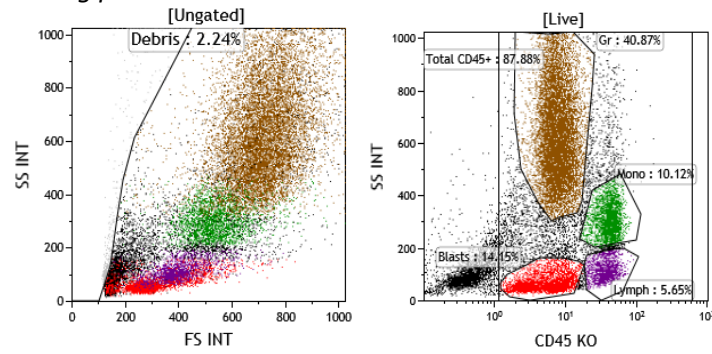 [Ungated]
Debris : 2.24%
1000
800
600
400
200
0
SS INT
0
200
400
600
800
1000
FS INT
[Live]
Gr : 40.87%
Total CD45+ : 87.88%
Mono : 10.12%
Blasts : 14.15%
Lymph : 5.65%
1000
800
600
400
200
0
SS INT
10⁰
10¹
10²
CD45 KO